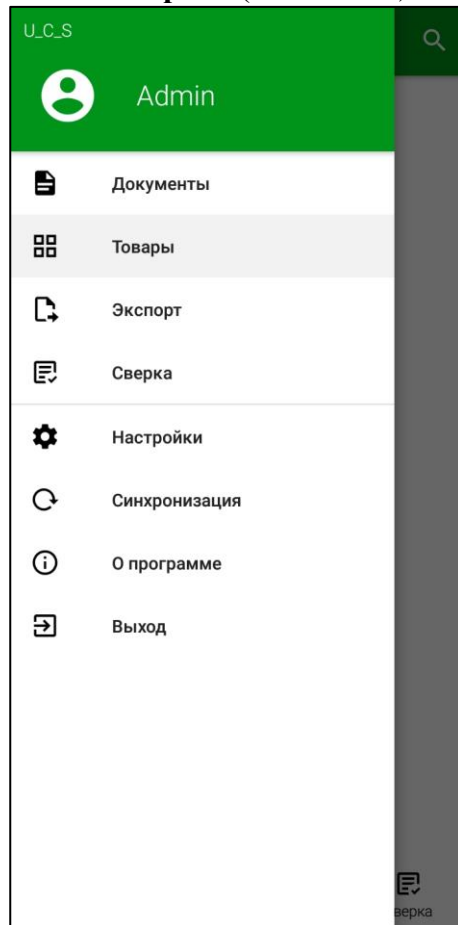 U_C_S
Admin
Документы
Товары
Экспорт
Сверка
Настройки
Синхронизация
О программе
Выход
верка